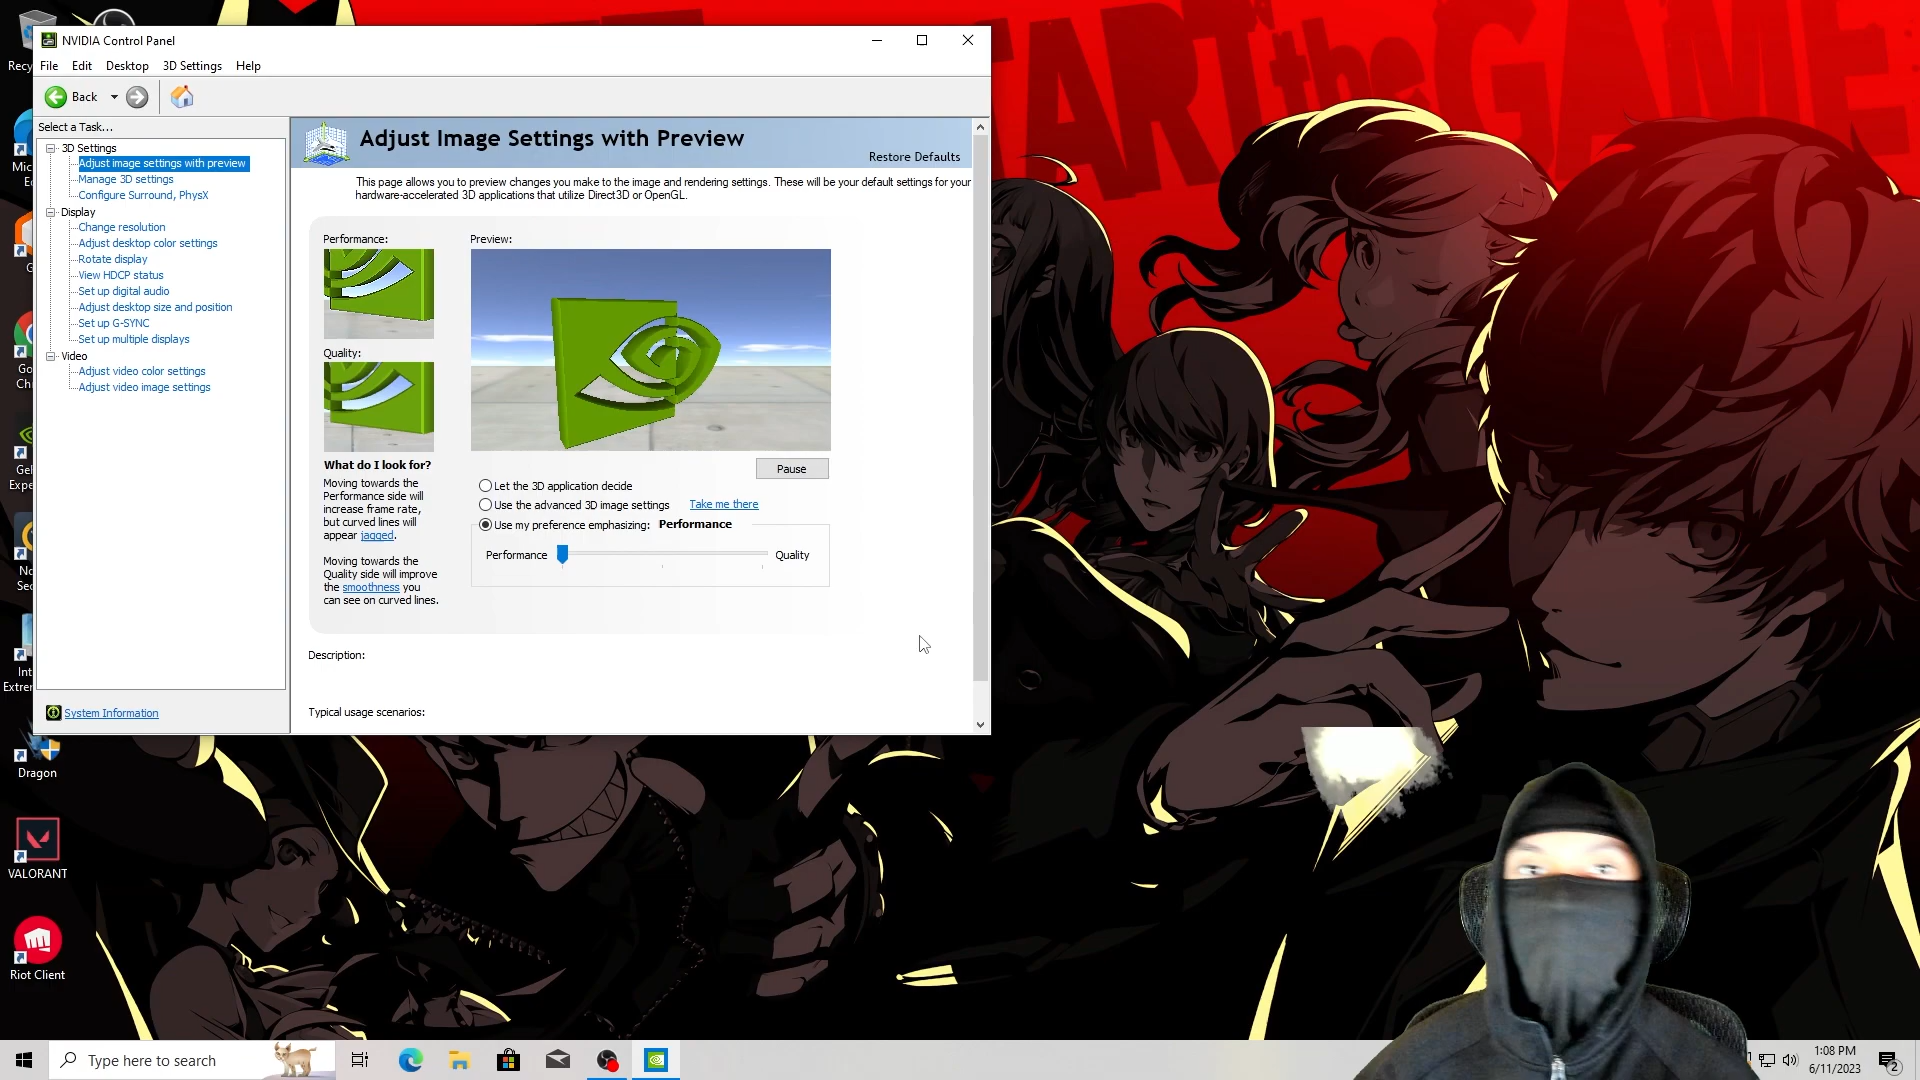 START the GAME
NVIDIA Control Panel
File Edit Desktop 3D Settings Help
Back
Select a Task...
3D Settings
Adjust image settings with preview
Manage 3D settings
Configure Surround, PhysX
Display
Change resolution
Adjust desktop color settings
Rotate display
View HDCP status
Set up digital audio
Adjust desktop size and position
Set up G-SYNC
Set up multiple displays
Video
Adjust video color settings
Adjust video image settings
System Information
Adjust Image Settings with Preview
Restore Defaults
This page allows you to preview changes you make to the image and rendering settings. These will be your default settings for your
hardware-accelerated 3D applications that utilize Direct3D or OpenGL.
Performance:
Preview:
Quality:
What do I look for?
Moving towards the
Performance side will
increase frame rate,
but curved lines will
appear jagged.
Moving towards the
Quality side will improve
the smoothness you
can see on curved lines.
Pause
Let the 3D application decide
Use the advanced 3D image settings Take me there
Use my preference emphasizing: Performance
Performance Quality
Description:
Typical usage scenarios:
Dragon
VALORANT
Riot Client
Type here to search
1:08 PM
6/11/2023
2